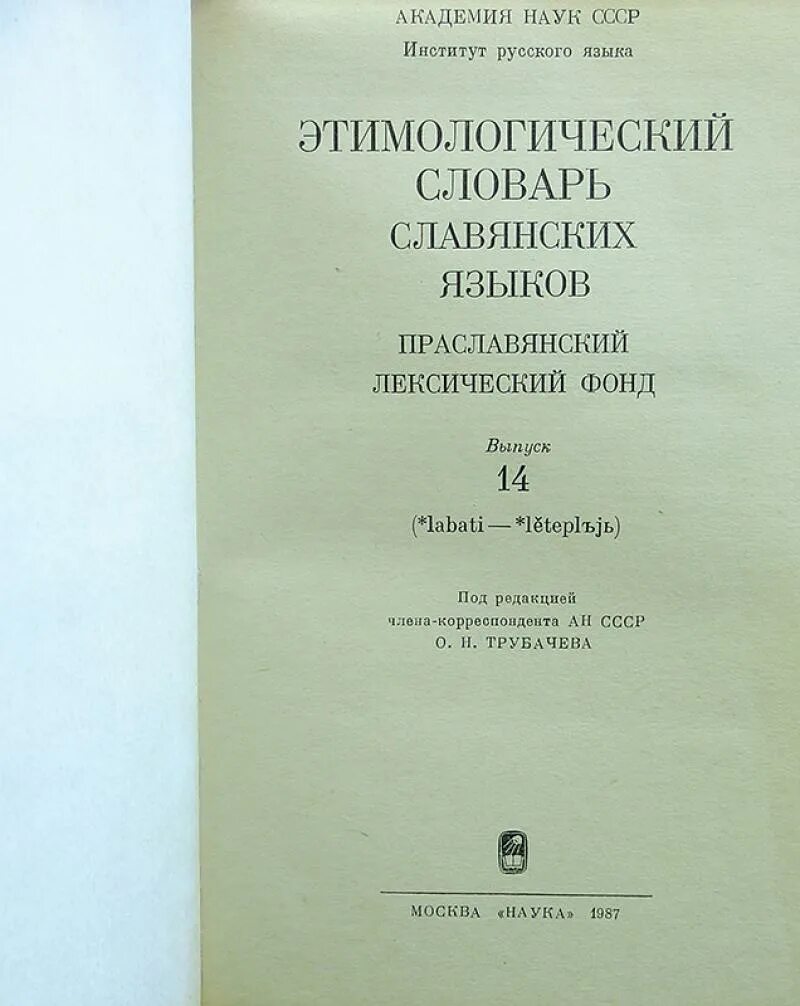 АКАДЕМИЯ НАУК СССР
Институт русского языка
ЭТИМОЛОГИЧЕСКИЙ
СЛОВАРЬ
СЛАВЯНСКИХ
ЯЗЫКОВ
ПРАСЛАВЯНСКИЙ
ЛЕКСИЧЕСКИЙ ФОНД
Выпуск
14
(*labati — *lěteplъjь)
Под редакцией
члена-корреспондента АН СССР
О. Н. ТРУБАЧЕВА
МОСКВА «НАУКА» 1987